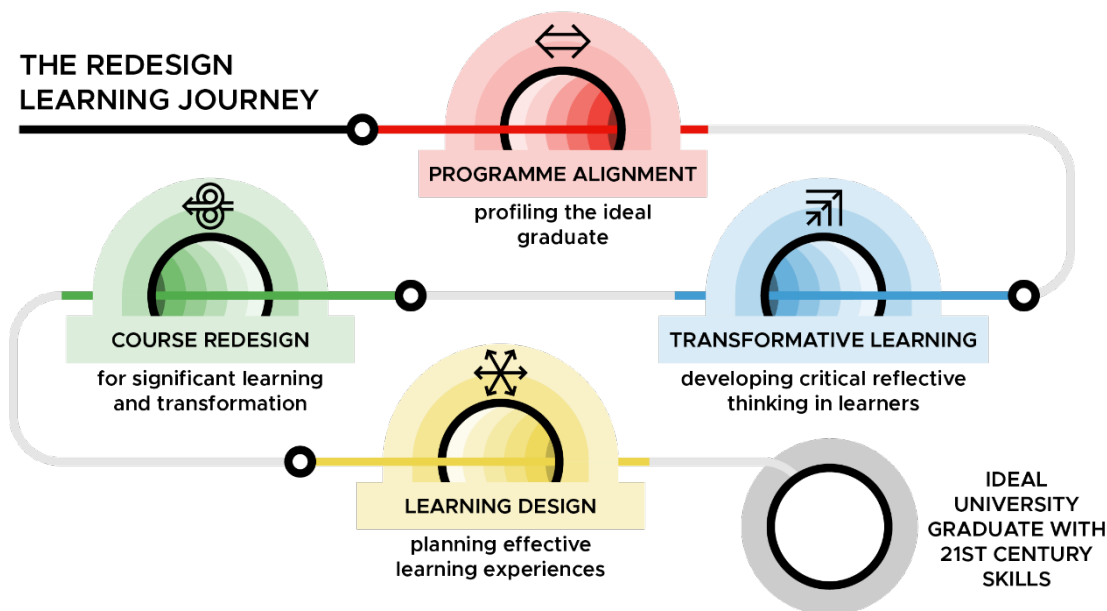 THE REDESIGN
LEARNING JOURNEY
PROGRAMME ALIGNMENT
profiling the ideal
graduate
TRANSFORMATIVE LEARNING
developing critical reflective
thinking in learners
COURSE REDESIGN
for significant learning
and transformation
LEARNING DESIGN
planning effective
learning experiences
IDEAL
UNIVERSITY
GRADUATE WITH
21ST CENTURY
SKILLS